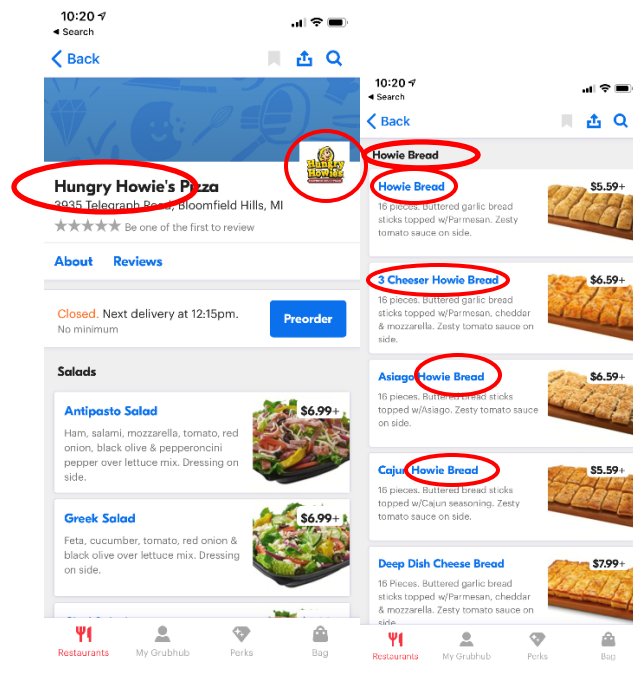 10:20
Search
Back
Hungry
Howie's
Hungry Howie's Pizza
3935 Telegraph Road, Bloomfield Hills, MI
Be one of the first to review
About Reviews
Closed. Next delivery at 12:15pm.
No minimum
Preorder
Salads
Antipasto Salad
$6.99+
Ham, salami, mozzarella, tomato, red
onion, black olive & pepperoncini
pepper over lettuce mix. Dressing on
side.
Greek Salad
$6.99+
Feta, cucumber, tomato, red onion &
black olive over lettuce mix. Dressing
on side.
Restaurants My Grubhub Perks Bag
10:20
Search
Back
Howie Bread
Howie Bread
$5.59+
16 pieces. Buttered garlic bread
sticks topped w/Parmesan. Zesty
tomato sauce on side.
3 Cheeser Howie Bread
$6.59+
16 pieces. Buttered garlic bread
sticks topped w/Parmesan, cheddar
& mozzarella. Zesty tomato sauce on
side.
Asiago Howie Bread
$6.59+
16 pieces. Buttered bread sticks
topped w/Asiago. Zesty tomato sauce
on side.
Cajun Howie Bread
$5.59+
16 pieces. Buttered bread sticks
topped w/Cajun seasoning. Zesty
tomato sauce on side.
Deep Dish Cheese Bread
$7.99+
16 Pieces. Buttered garlic bread
sticks topped w/Parmesan, cheddar
& mozzarella. Zesty tomato sauce on
side.
Restaurants My Grubhub Perks Bag